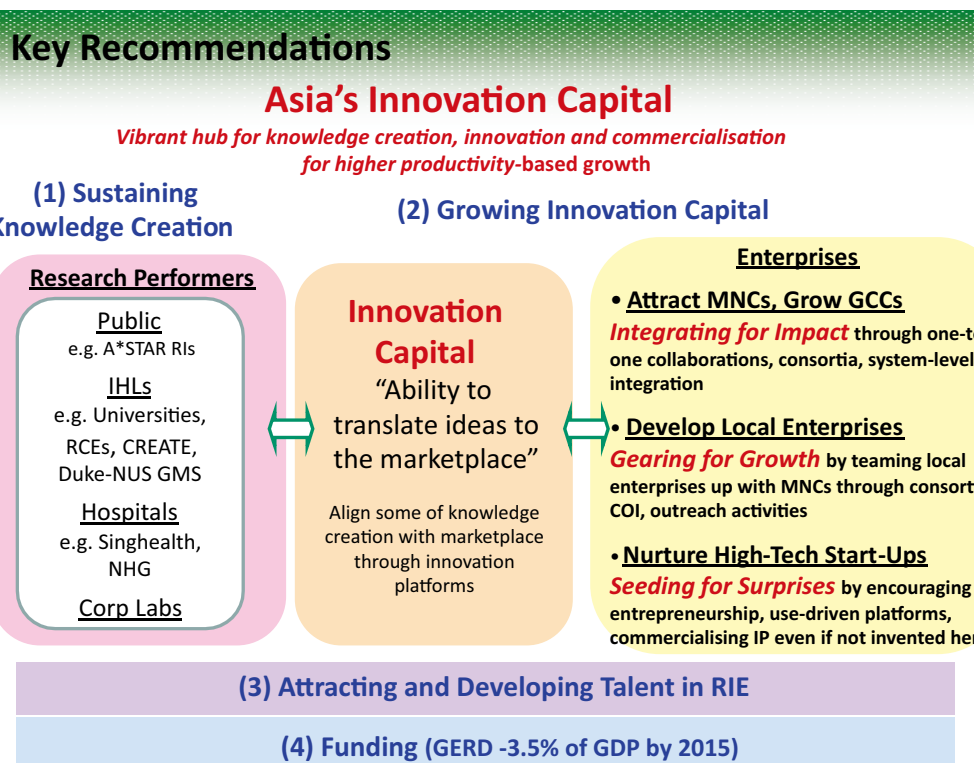 Key Recommendations
Asia's Innovation Capital
Vibrant hub for knowledge creation, innovation and commercialisation
for higher productivity-based growth
(1) Sustaining
Knowledge Creation
(2) Growing Innovation Capital
Research Performers
Public
e.g. A*STAR RIs
IHLs
e.g. Universities,
RCEs, CREATE,
Duke-NUS GMS
Hospitals
e.g. Singhealth,
NHG
Corp Labs
Innovation
Capital
“Ability to
translate ideas to
the marketplace”
Align some of knowledge
creation with marketplace
through innovation
platforms
Enterprises
• Attract MNCs, Grow GCCs
Integrating for Impact through one-to
one collaborations, consortia, system-level
integration
• Develop Local Enterprises
Gearing for Growth by teaming local
enterprises up with MNCs through consort
COI, outreach activities
• Nurture High-Tech Start-Ups
Seeding for Surprises by encouraging
entrepreneurship, use-driven platforms,
commercialising IP even if not invented her
(3) Attracting and Developing Talent in RIE
(4) Funding (GERD -3.5% of GDP by 2015)